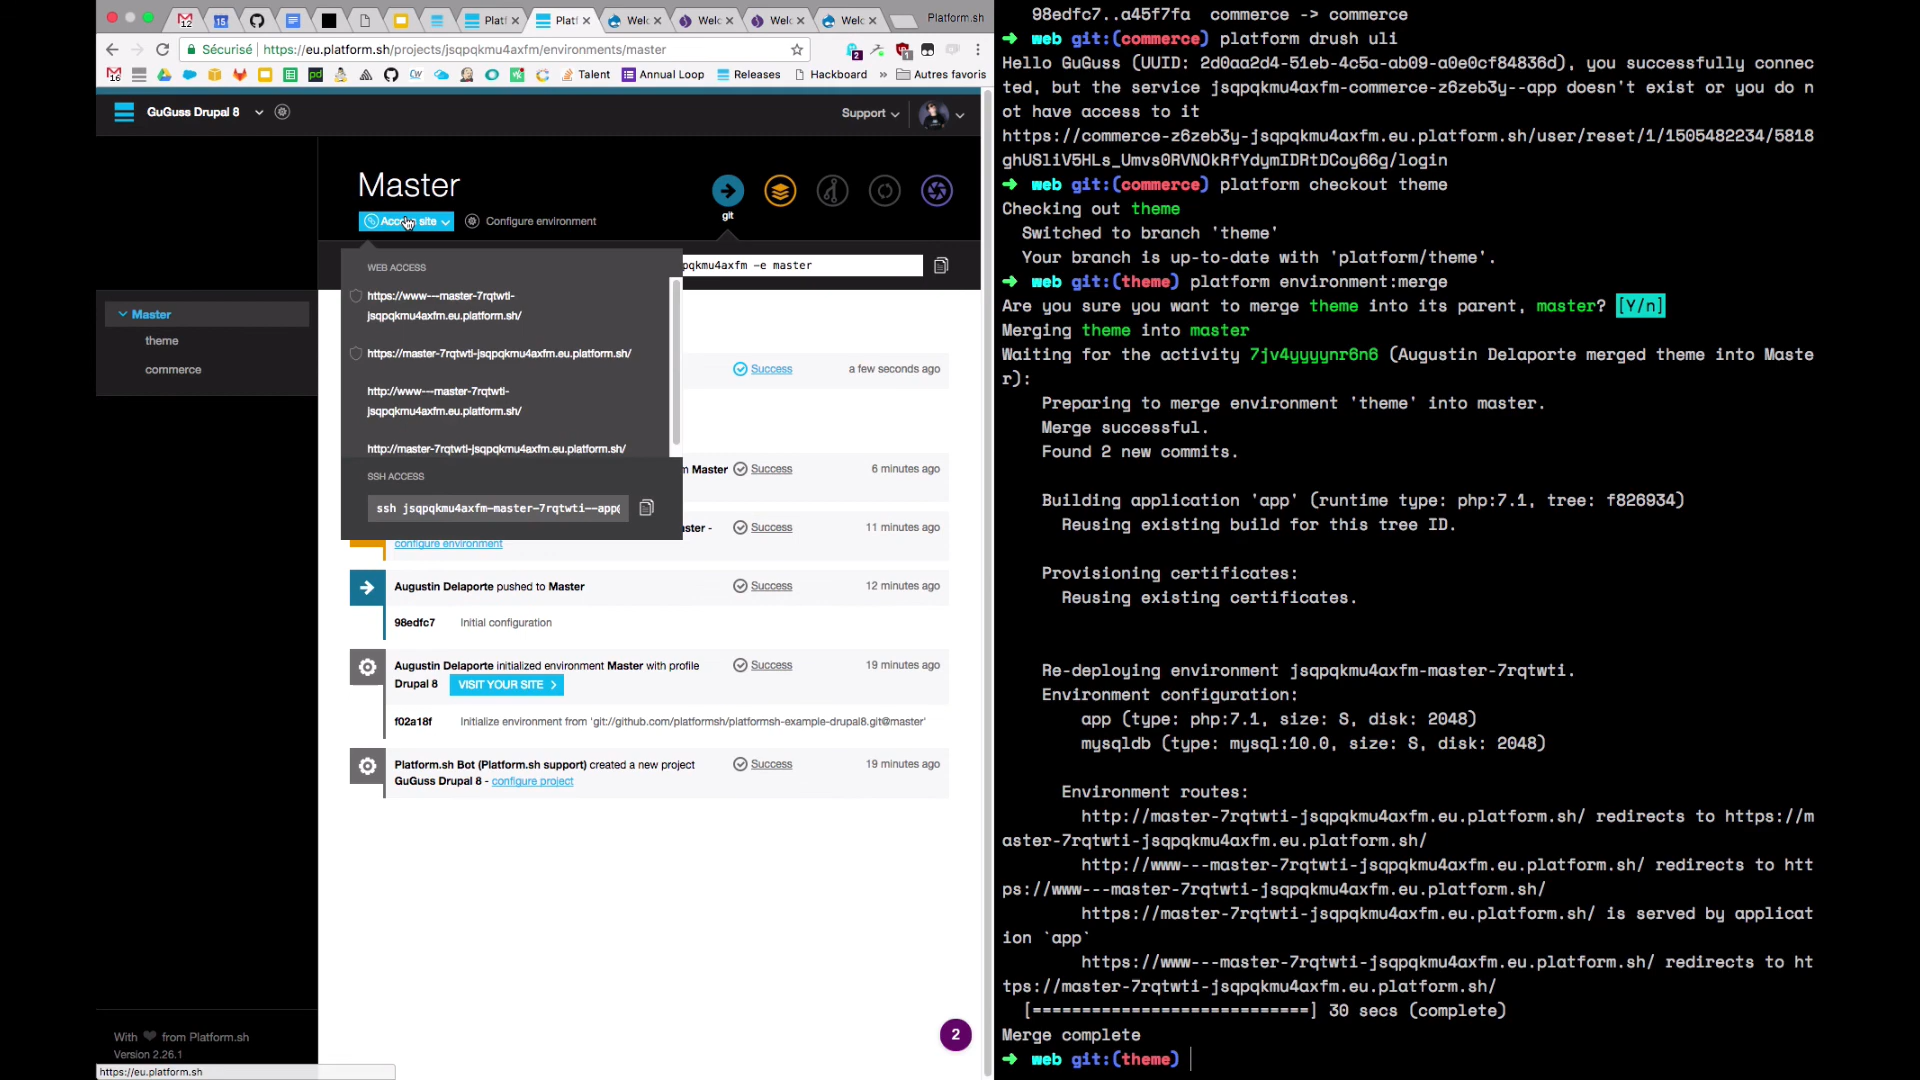 12
15
Platf
Platf
Welc
Welc
Welc
Welc
Platform.sh
Sécurisé
https://eu.platform.sh/projects/jsqpqkmu4axfm/environments/master
Talent
Annual Loop
Releases
Hackboard
»
Autres favoris
GuGuss Drupal 8
Support
Master
Access site
Configure environment
git
pqkmu4axfm -e master
WEB ACCESS
https://www---master-7rqtwti-
jsqpqkmu4axfm.eu.platform.sh/
https://master-7rqtwti-jsqpqkmu4axfm.eu.platform.sh/
http://www---master-7rqtwti-
jsqpqkmu4axfm.eu.platform.sh/
http://master-7rqtwti-jsqpqkmu4axfm.eu.platform.sh/
SSH ACCESS
ssh jsqpqkmu4axfm-master-7rqtwti--app
Master
theme
commerce
Success a few seconds ago
m Master Success 6 minutes ago
aster - Success 11 minutes ago
configure environment
Augustin Delaporte pushed to Master Success 12 minutes ago
98edfc7 Initial configuration
Augustin Delaporte initialized environment Master with profile Success 19 minutes ago
Drupal 8 VISIT YOUR SITE
f02a18f Initialize environment from 'git://github.com/platformsh/platformsh-example-drupal8.git@master'
Platform.sh Bot (Platform.sh support) created a new project Success 19 minutes ago
GuGuss Drupal 8 - configure project
With from Platform.sh
Version 2.26.1
https://eu.platform.sh
2
98edfc7..a45f7fa commerce -> commerce
➜ web git:(commerce) platform drush uli
Hello GuGuss (UUID: 2d0aa2d4-51eb-4c5a-ab09-a0e0cf84836d), you successfully connec
ted, but the service jsqpqkmu4axfm-commerce-z6zeb3y--app doesn't exist or you do n
ot have access to it
https://commerce-z6zeb3y-jsqpqkmu4axfm.eu.platform.sh/user/reset/1/1505482234/5818
ghUSliV5HLs_Umvs0RVNOkRfYdymIDRtDCoy66g/login
➜ web git:(commerce) platform checkout theme
Checking out theme
Switched to branch 'theme'
Your branch is up-to-date with 'platform/theme'.
➜ web git:(theme) platform environment:merge
Are you sure you want to merge theme into its parent, master? [Y/n]
Merging theme into master
Waiting for the activity 7jv4yyyynr6n6 (Augustin Delaporte merged theme into Maste
r):
Preparing to merge environment 'theme' into master.
Merge successful.
Found 2 new commits.
Building application 'app' (runtime type: php:7.1, tree: f826934)
Reusing existing build for this tree ID.
Provisioning certificates:
Reusing existing certificates.
Re-deploying environment jsqpqkmu4axfm-master-7rqtwti.
Environment configuration:
app (type: php:7.1, size: S, disk: 2048)
mysqldb (type: mysql:10.0, size: S, disk: 2048)
Environment routes:
http://master-7rqtwti-jsqpqkmu4axfm.eu.platform.sh/ redirects to https://m
aster-7rqtwti-jsqpqkmu4axfm.eu.platform.sh/
http://www---master-7rqtwti-jsqpqkmu4axfm.eu.platform.sh/ redirects to htt
ps://www---master-7rqtwti-jsqpqkmu4axfm.eu.platform.sh/
https://master-7rqtwti-jsqpqkmu4axfm.eu.platform.sh/ is served by applicat
ion `app`
https://www---master-7rqtwti-jsqpqkmu4axfm.eu.platform.sh/ redirects to ht
tps://master-7rqtwti-jsqpqkmu4axfm.eu.platform.sh/
[============================] 30 secs (complete)
Merge complete
➜ web git:(theme)